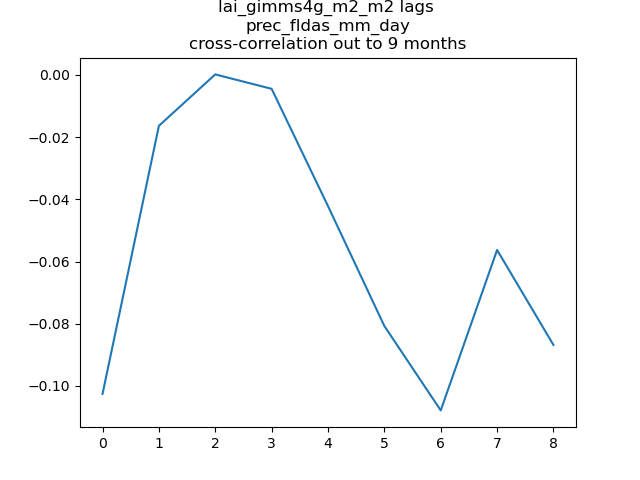 lai_gimms4g_m2_m2 lags
prec_fldas_mm_day
cross-correlation out to 9 months
0.00
−0.02
−0.04
−0.06
−0.08
−0.10
0 1 2 3 4 5 6 7 8